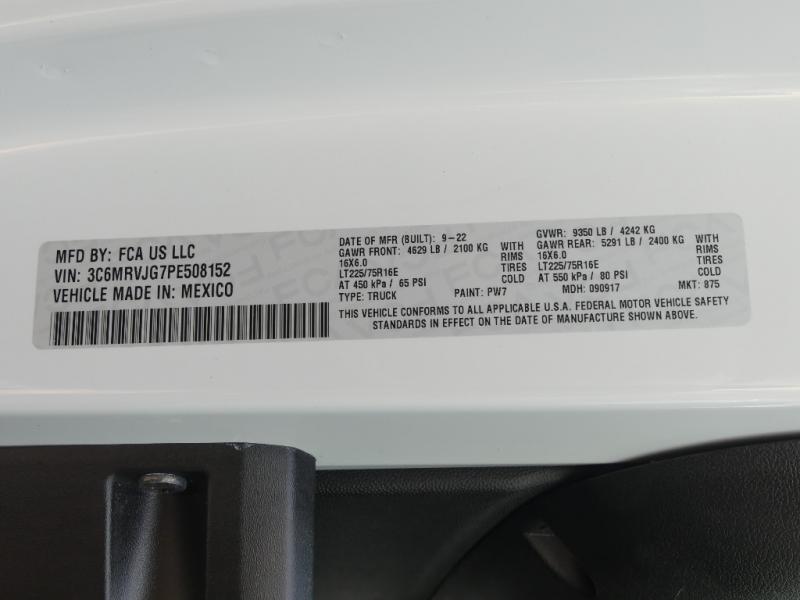 MFD BY: FCA US LLC
VIN: 3C6MRVJG7PE508152
VEHICLE MADE IN: MEXICO
DATE OF MFR (BUILT): 9-22
GAWR FRONT: 4629 LB / 2100 KG WITH
16X6.0 RIMS
LT225/75R16E TIRES
AT 450 kPa / 65 PSI COLD
TYPE: TRUCK PAINT: PW7
GVWR: 9350 LB / 4242 KG
GAWR REAR: 5291 LB / 2400 KG WITH
16X6.0 RIMS
LT225/75R16E TIRES
AT 550 kPa / 80 PSI COLD
MDH: 090917 MKT: 875
THIS VEHICLE CONFORMS TO ALL APPLICABLE U.S.A. FEDERAL MOTOR VEHICLE SAFETY
STANDARDS IN EFFECT ON THE DATE OF MANUFACTURE SHOWN ABOVE.